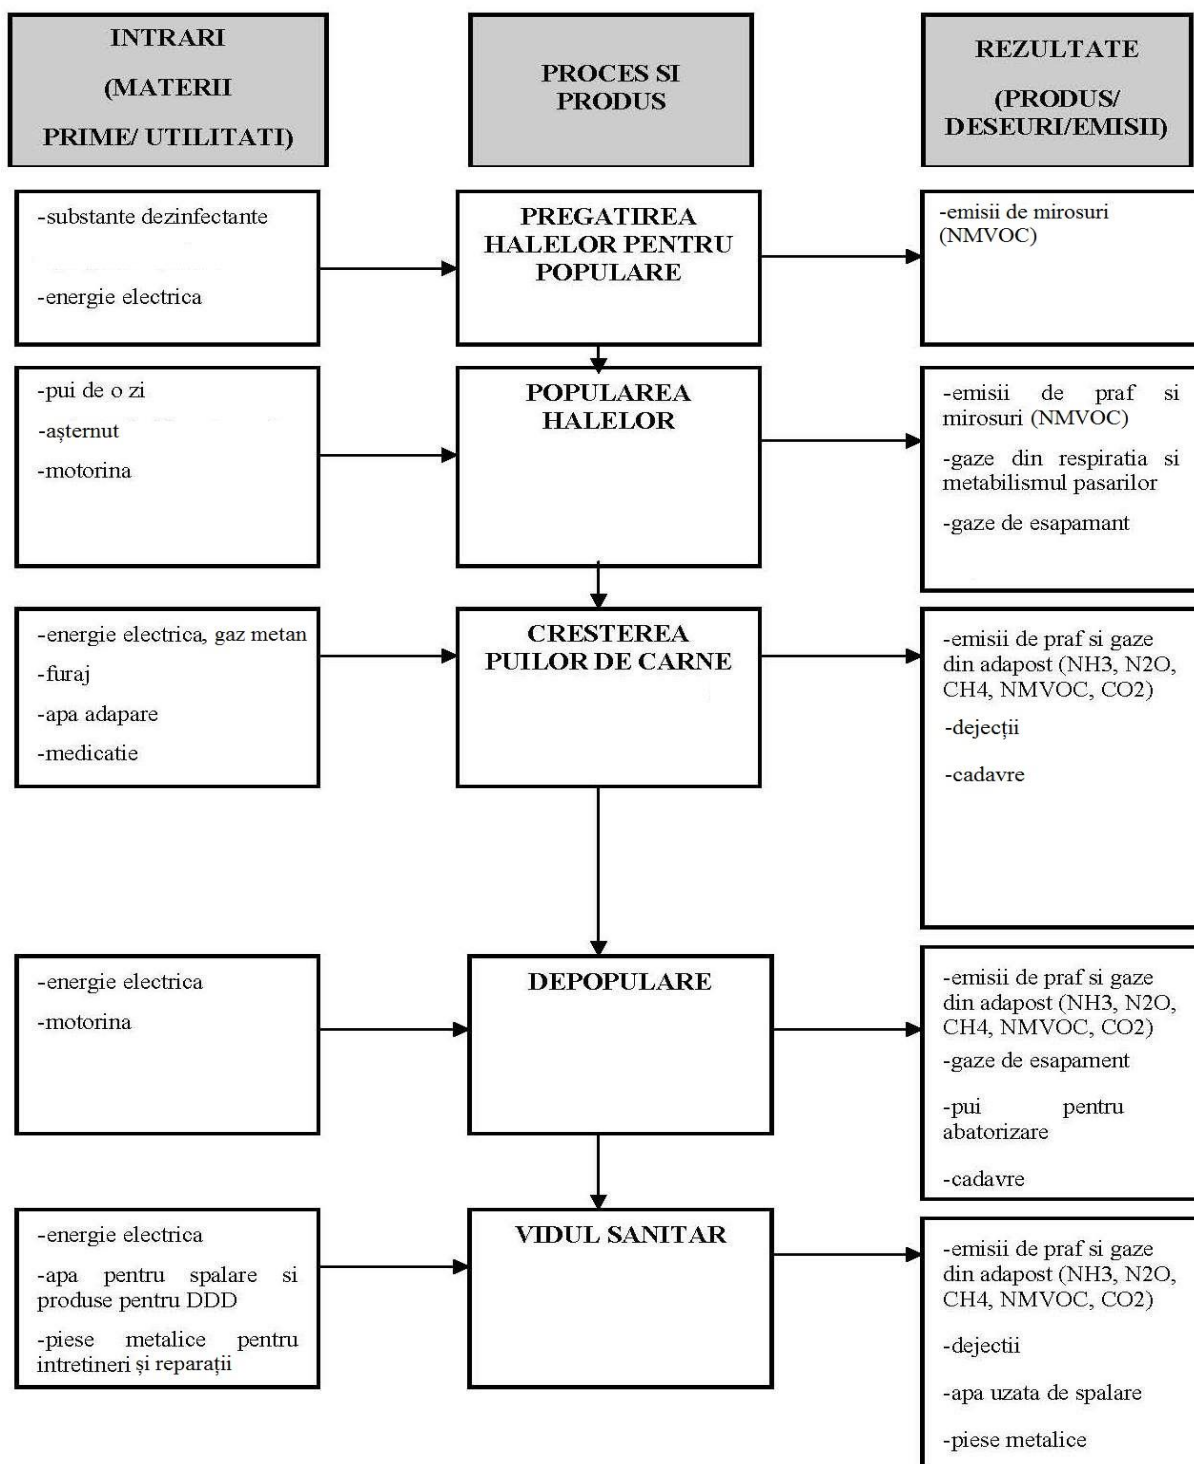 INTRARI
(MATERII
PRIME/ UTILITATI)
PROCES SI
PRODUS
REZULTATE
(PRODUS/
DESEURI/EMISII)
-substante dezinfectante
-energie electrica
PREGATIREA
HALELOR PENTRU
POPULARE
-emisii de mirosuri
(NMVOC)
-pui de o zi
-așternut
-motorina
POPULAREA
HALELOR
-emisii de praf si
mirosuri (NMVOC)
-gaze din respiratia si
metabilismul pasarilor
-gaze de esapamant
-energie electrica, gaz metan
-furaj
-apa adapare
-medicatie
CRESTEREA
PUILOR DE CARNE
-emisii de praf si gaze
din adapost (NH3, N2O,
CH4, NMVOC, CO2)
-dejecții
-cadavre
-energie electrica
-motorina
DEPOPULARE
-emisii de praf si gaze
din adapost (NH3, N2O,
CH4, NMVOC, CO2)
-gaze de esapament
-pui pentru
abatorizare
-cadavre
-energie electrica
-apa pentru spalare si
produse pentru DDD
-piese metalice pentru
intretineri și reparații
VIDUL SANITAR
-emisii de praf si gaze
din adapost (NH3, N2O,
CH4, NMVOC, CO2)
-dejectii
-apa uzata de spalare
-piese metalice